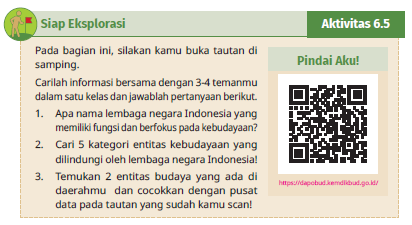 Siap Eksplorasi
Aktivitas 6.5
Pada bagian ini, silakan kamu buka tautan di
samping.
Carilah informasi bersama dengan 3-4 temanmu
dalam satu kelas dan jawablah pertanyaan berikut.
1. Apa nama lembaga negara Indonesia yang
memiliki fungsi dan berfokus pada kebudayaan?
2. Cari 5 kategori entitas kebudayaan yang
dilindungi oleh lembaga negara Indonesia!
3. Temukan 2 entitas budaya yang ada di
daerahmu dan cocokkan dengan pusat
data pada tautan yang sudah kamu scan!
Pindai Aku!
https://dapobud.kemdikbud.go.id/